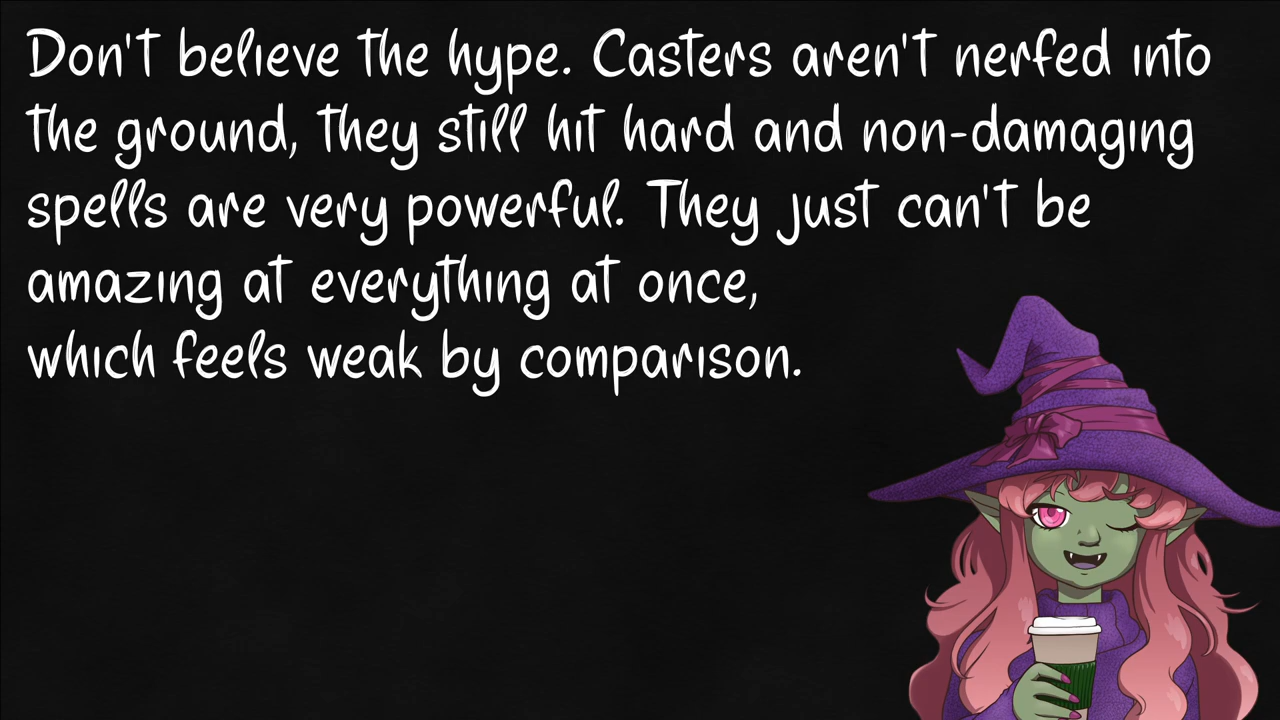 Don't believe the hype. Casters aren't nerfed into
the ground, they still hit hard and non-damaging
spells are very powerful. They just can't be
amazing at everything at once,
which feels weak by comparison.